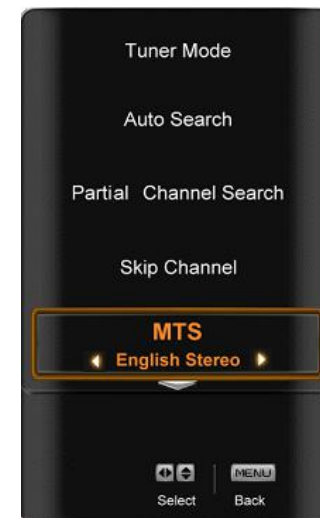 Tuner Mode
Auto Search
Partial Channel Search
Skip Channel
MTS
English Stereo
MENU
Select Back